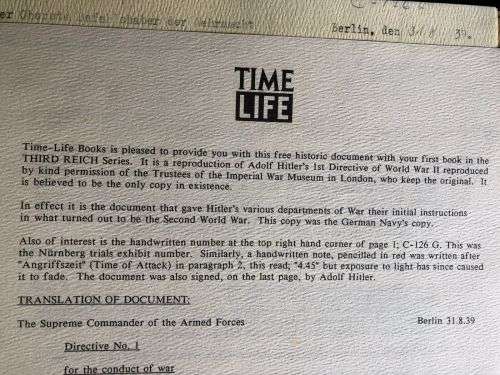 er Oberste Befehlshaber der Wehrmacht
Berlin, den 31.8 39.
TIME
LIFE
Time-Life Books is pleased to provide you with this free historic document with your first book in the
THIRD REICH Series. It is a reproduction of Adolf Hitler's 1st Directive of World War II reproduced
by kind permission of the Trustees of the Imperial War Museum in London, who keep the original. It
is believed to be the only copy in existence.
In effect it is the document that gave Hitler's various departments of War their initial instructions
in what turned out to be the Second World War. This copy was the German Navy's copy.
Also of interest is the handwritten number at the top right hand corner of page 1; C-126 G. This was
the Nürnberg trials exhibit number. Similarly, a handwritten note, pencilled in red was written after
"Angriffszeit" (Time of Attack) in paragraph 2, this read; "4.45" but exposure to light has since caused
it to fade. The document was also signed, on the last page, by Adolf Hitler.
TRANSLATION OF DOCUMENT:
The Supreme Commander of the Armed Forces
Berlin 31.8.39
Directive No. 1
for the conduct of war